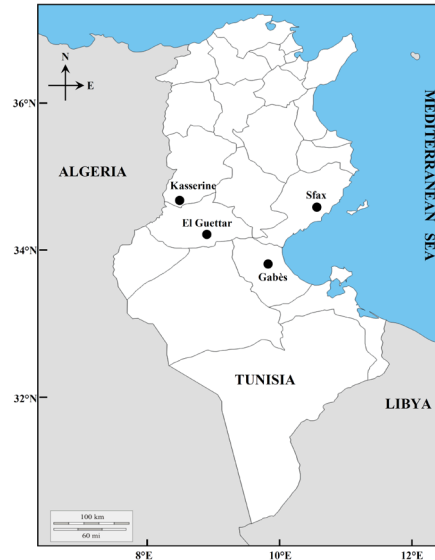 N
E
36°N
ALGERIA
MEDITERRANEAN SEA
Kasserine
Sfax
El Guettar
34°N
Gabès
TUNISIA
32°N
LIBYA
100 km
60 mi
8°E
10°E
12°E